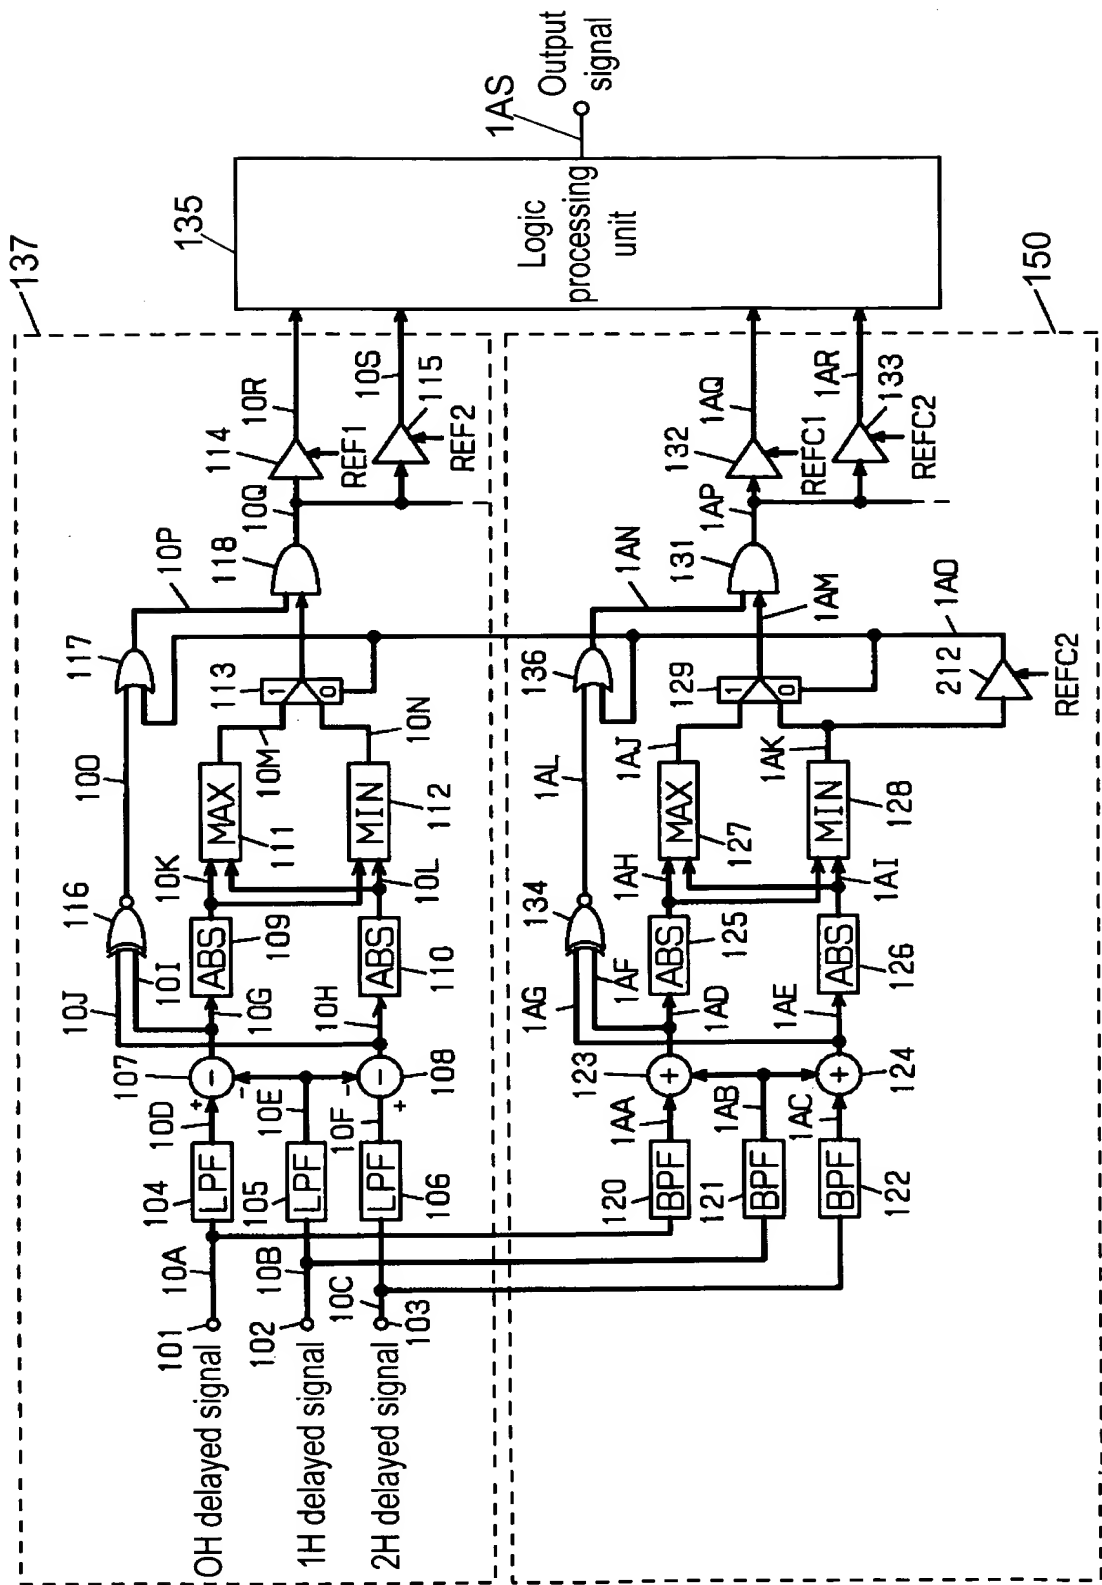 137
135
1AS
Output
signal
Logic
processing
unit
150
0H delayed signal
101
10A
104
LPF
10D
+
-
107
10G
10J
10I
116
ABS
109
10K
MAX
111
10O
117
10P
118
10Q
114
10R
REF1
10S
115
REF2
1H delayed signal
102
10B
105
LPF
10E
-
10M
113
1
0
10N
2H delayed signal
103
10C
LPF
106
10F
+
-
108
10H
ABS
110
10L
MIN
112
120
BPF
1AA
123
+
1AD
1AG
1AF
134
ABS
125
1AH
MAX
127
1AL
1AJ
136
1AN
131
1AP
132
1AQ
REFC1
1AR
133
REFC2
121
BPF
1AB
129
1
0
1AM
BPF
122
1AC
+
124
1AE
ABS
126
1AI
MIN
128
1AK
1AO
212
REFC2